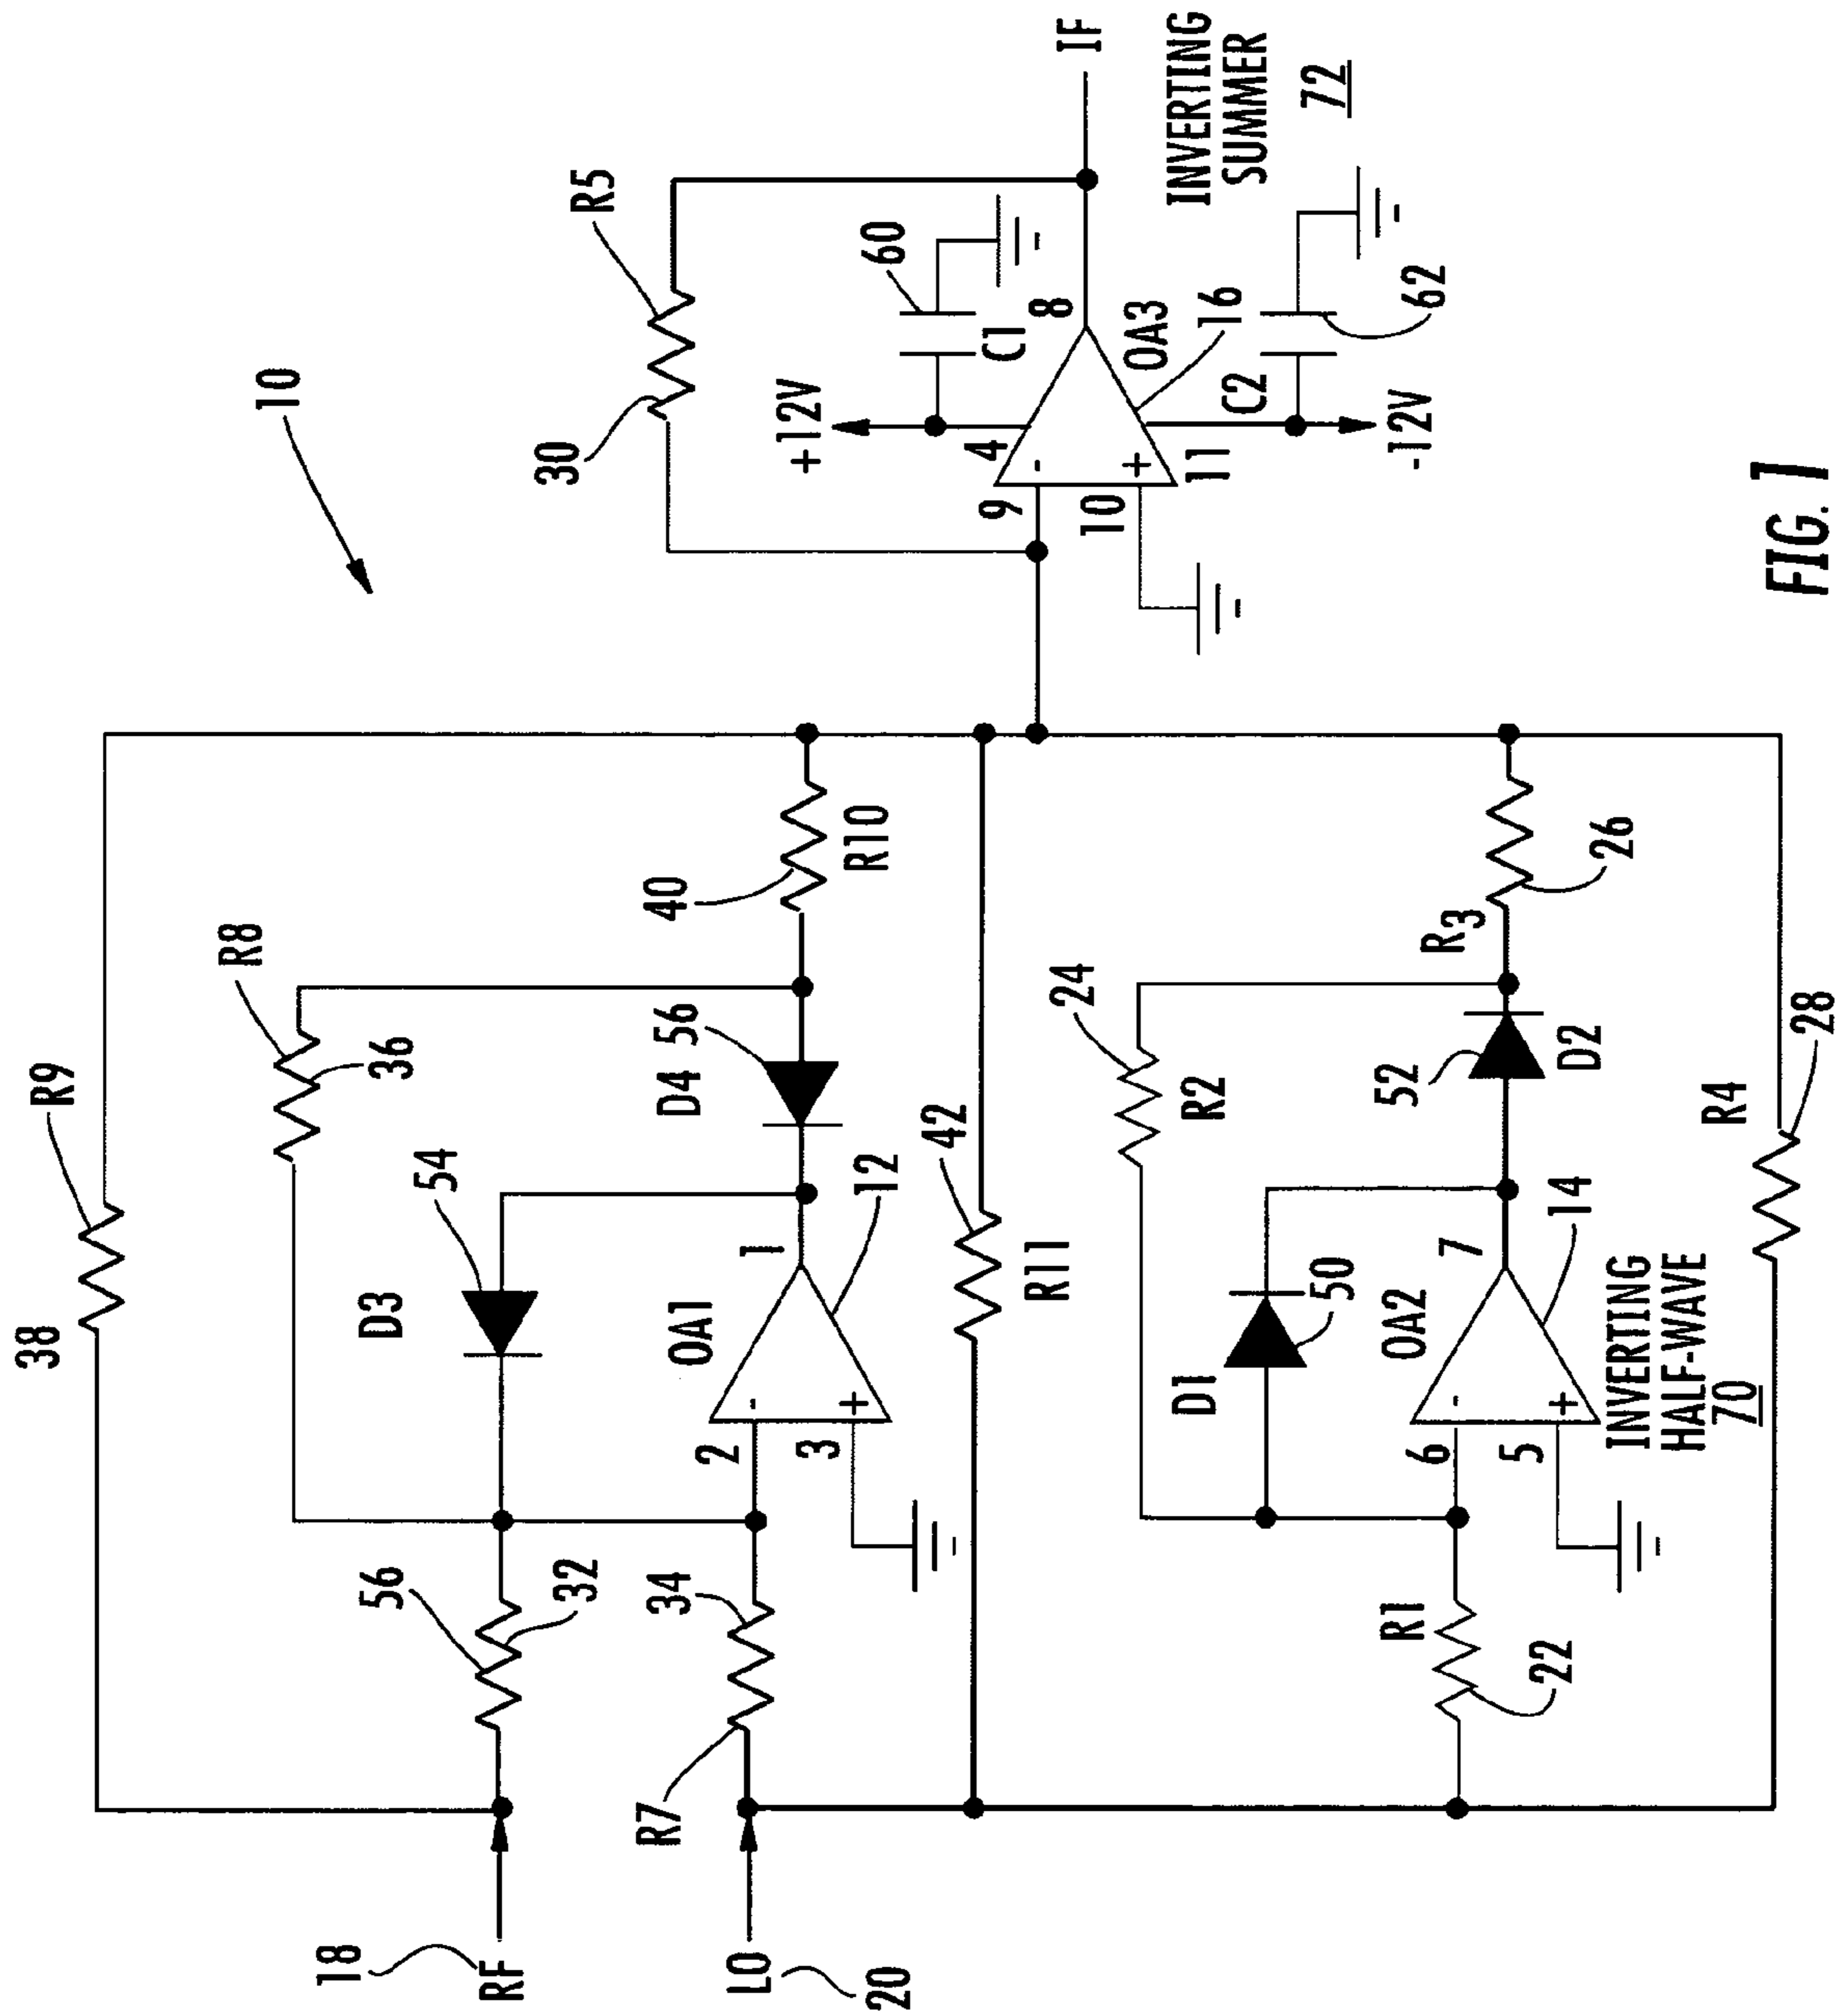 10
R9
38
R8
36
54
D3
56
32
56
D4
40
R10
OA1
1
12
2
-
3
+
34
R7
18
RF
LO
20
42
R11
24
R2
D1
50
52
D2
R3
26
OA2
7
14
6
-
5
+
R1
22
INVERTING
HALF-WAVE
70
R4
28
R5
30
+12V
60
C1
4
9
-
10
+
11
8
OA3
16
C2
62
-12V
IF
INVERTING
SUMMER
72
FIG. 1